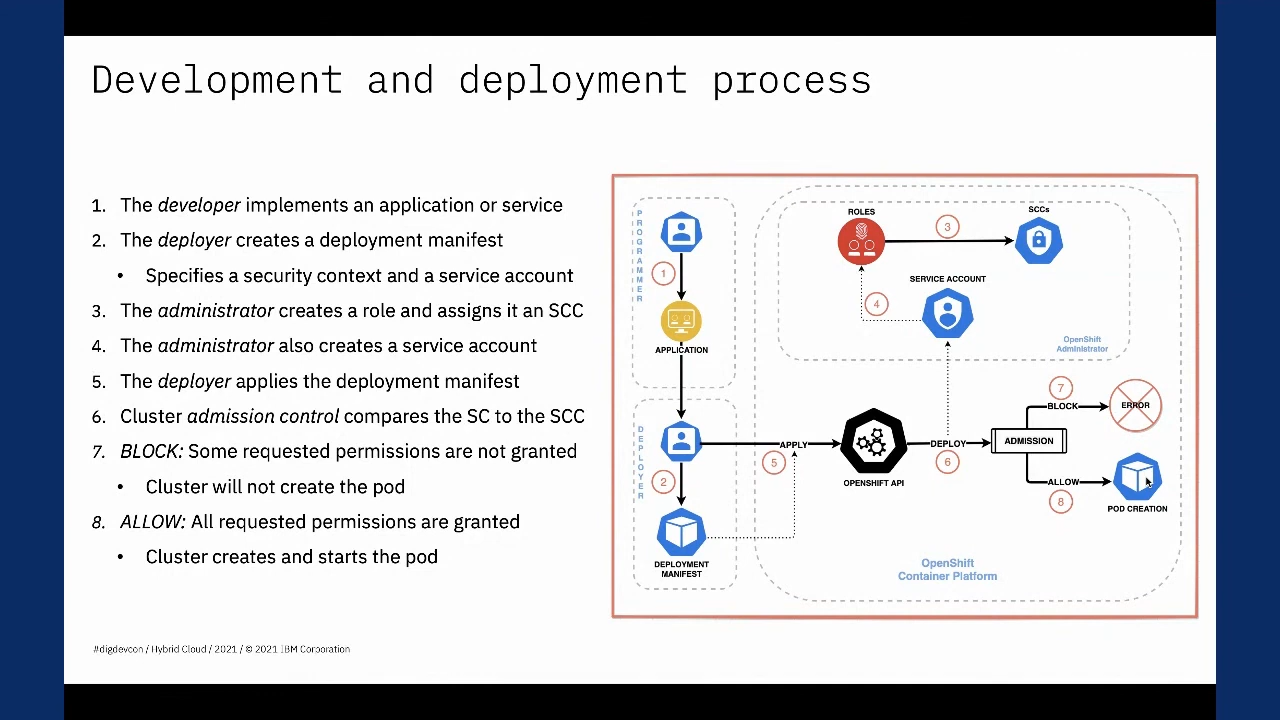 Development and deployment process
1. The developer implements an application or service
2. The deployer creates a deployment manifest
• Specifies a security context and a service account
3. The administrator creates a role and assigns it an SCC
4. The administrator also creates a service account
5. The deployer applies the deployment manifest
6. Cluster admission control compares the SC to the SCC
7. BLOCK: Some requested permissions are not granted
• Cluster will not create the pod
8. ALLOW: All requested permissions are granted
• Cluster creates and starts the pod
PROGRAMMER
1
APPLICATION
DEPLOYER
2
DEPLOYMENT
MANIFEST
ROLES
3
SCCs
SERVICE ACCOUNT
4
OpenShift
Administrator
APPLY
5
OPENSHIFT API
DEPLOY
6
ADMISSION
7
BLOCK
ERROR
ALLOW
8
POD CREATION
OpenShift
Container Platform
#digdevcon / Hybrid Cloud / 2021 / © 2021 IBM Corporation